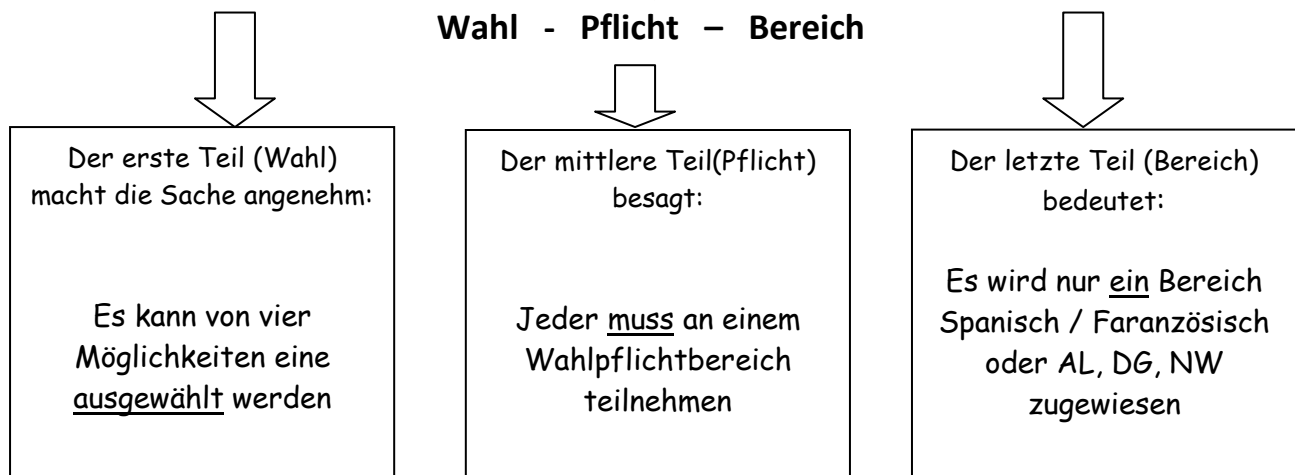 Wahl - Pflicht – Bereich
Der erste Teil (Wahl)
macht die Sache angenehm:
Es kann von vier
Möglichkeiten eine
ausgewählt werden
Der mittlere Teil(Pflicht)
besagt:
Jeder muss an einem
Wahlpflichtbereich
teilnehmen
Der letzte Teil (Bereich)
bedeutet:
Es wird nur ein Bereich
Spanisch / Faranzösisch
oder AL, DG, NW
zugewiesen